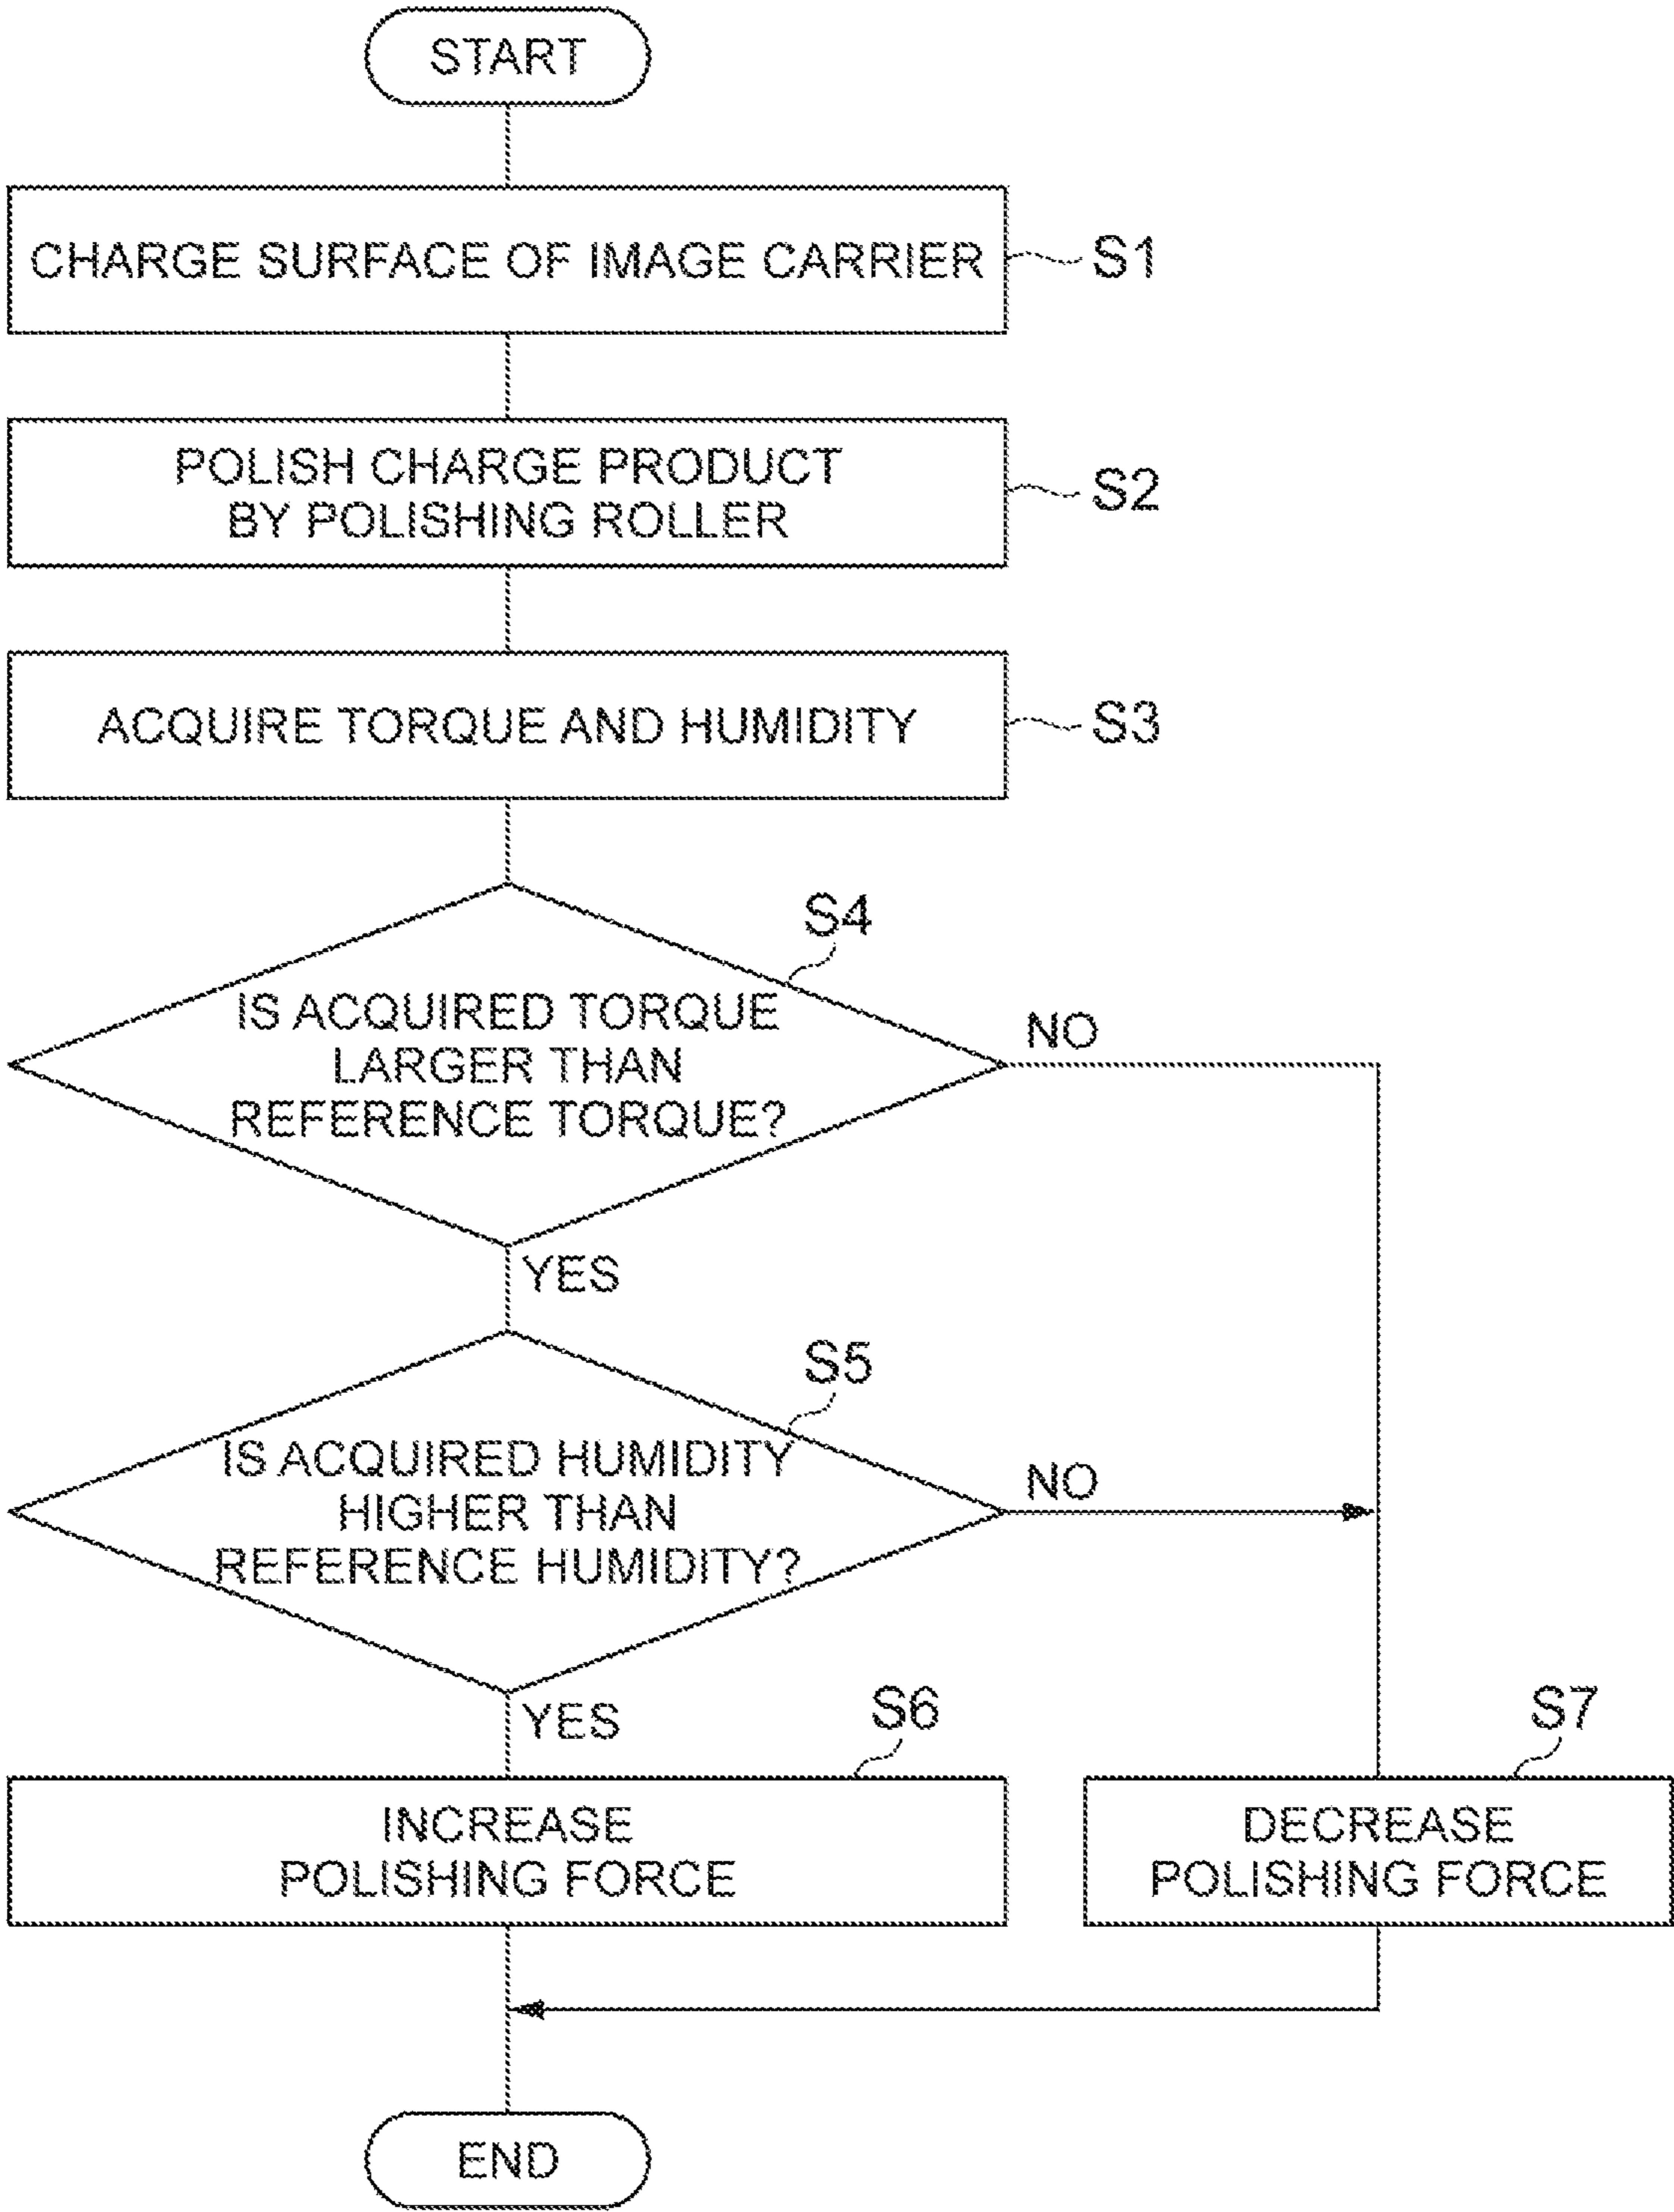 START
CHARGE SURFACE OF IMAGE CARRIER
S1
POLISH CHARGE PRODUCT
BY POLISHING ROLLER
S2
ACQUIRE TORQUE AND HUMIDITY
S3
S4
IS ACQUIRED TORQUE
LARGER THAN
REFERENCE TORQUE?
NO
YES
S5
IS ACQUIRED HUMIDITY
HIGHER THAN
REFERENCE HUMIDITY?
NO
YES
S6
INCREASE
POLISHING FORCE
S7
DECREASE
POLISHING FORCE
END